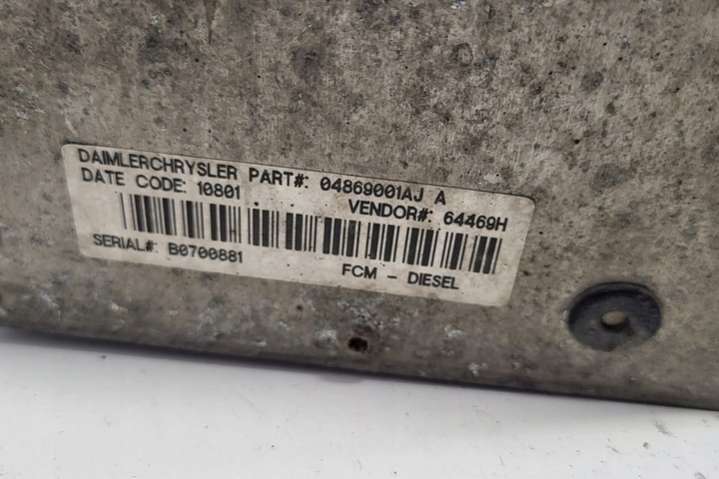 DAIMLERCHRYSLER PART#: 04869001AJ A
DATE CODE: 10801 VENDOR#: 64469H
SERIAL#: B0700881 FCM - DIESEL